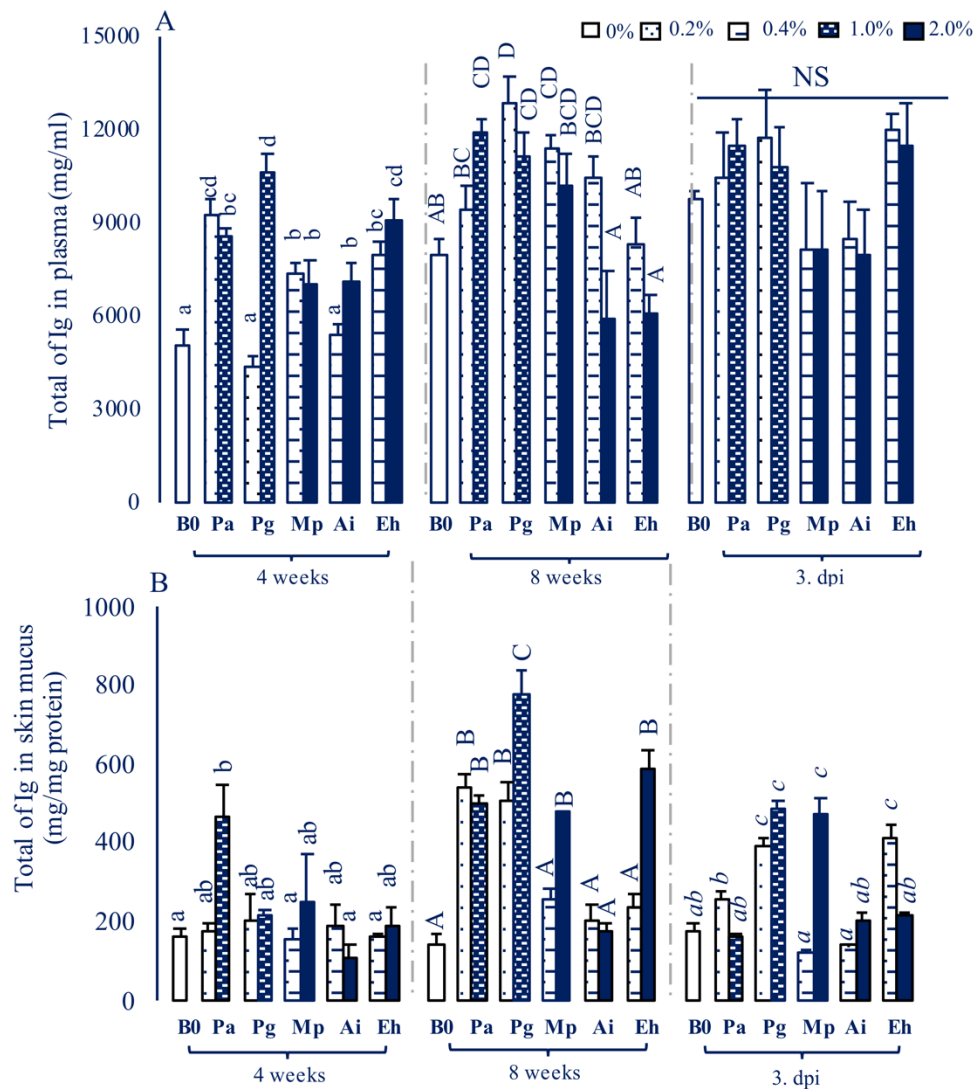 A
0% 0.2% 0.4% 1.0% 2.0%
Total of Ig in plasma (mg/ml)
15000
12000
9000
6000
3000
0
a cd bc a d b b a b bc cd
AB BC CD D CD CD BCD BCD A AB A
NS
B0 Pa Pg Mp Ai Eh B0 Pa Pg Mp Ai Eh B0 Pa Pg Mp Ai Eh
4 weeks 8 weeks 3. dpi
B
Total of Ig in skin mucus
(mg/mg protein)
1000
800
600
400
200
0
a ab b ab ab a ab ab a a ab
A B B B C A B A A A B
ab b ab c c a c a ab c ab
B0 Pa Pg Mp Ai Eh B0 Pa Pg Mp Ai Eh B0 Pa Pg Mp Ai Eh
4 weeks 8 weeks 3. dpi